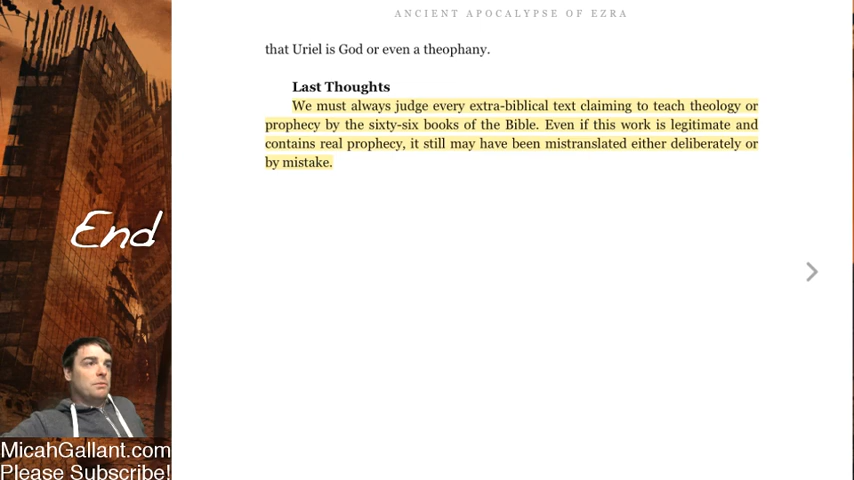 ANCIENT APOCALYPSE OF EZRA
that Uriel is God or even a theophany.
Last Thoughts
We must always judge every extra-biblical text claiming to teach theology or
prophecy by the sixty-six books of the Bible. Even if this work is legitimate and
contains real prophecy, it still may have been mistranslated either deliberately or
by mistake.
End
MicahGallant.com
Please Subscribe!